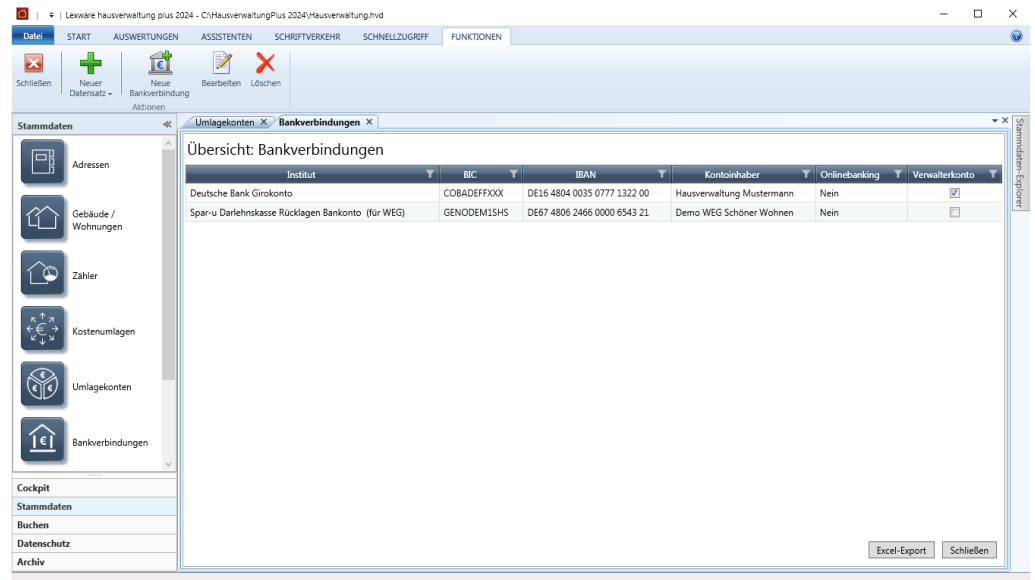 Lexware hausverwaltung plus 2024 - C:\HausverwaltungPlus 2024\Hausverwaltung.hvd
Datei START AUSWERTUNGEN ASSISTENTEN SCHRIFTVERKEHR SCHNELLZUGRIFF FUNKTIONEN
Schließen
Neuer Datensatz
Neue Bankverbindung
Bearbeiten
Löschen
Aktionen
Stammdaten
Adressen
Gebäude /
Wohnungen
Zähler
Kostenumlagen
Umlagekonten
Bankverbindungen
Cockpit
Stammdaten
Buchen
Datenschutz
Archiv
Umlagekonten X Bankverbindungen X
Übersicht: Bankverbindungen
Institut BIC IBAN Kontoinhaber Onlinebanking Verwalterkonto
Deutsche Bank Girokonto COBADEFFXXX DE16 4804 0035 0777 1322 00 Hausverwaltung Mustermann Nein
Spar-u Darlehnskasse Rücklagen Bankonto (für WEG) GENODEM1SHS DE67 4806 2466 0000 6543 21 Demo WEG Schöner Wohnen Nein
Excel-Export Schließen
Stammdaten-Explorer